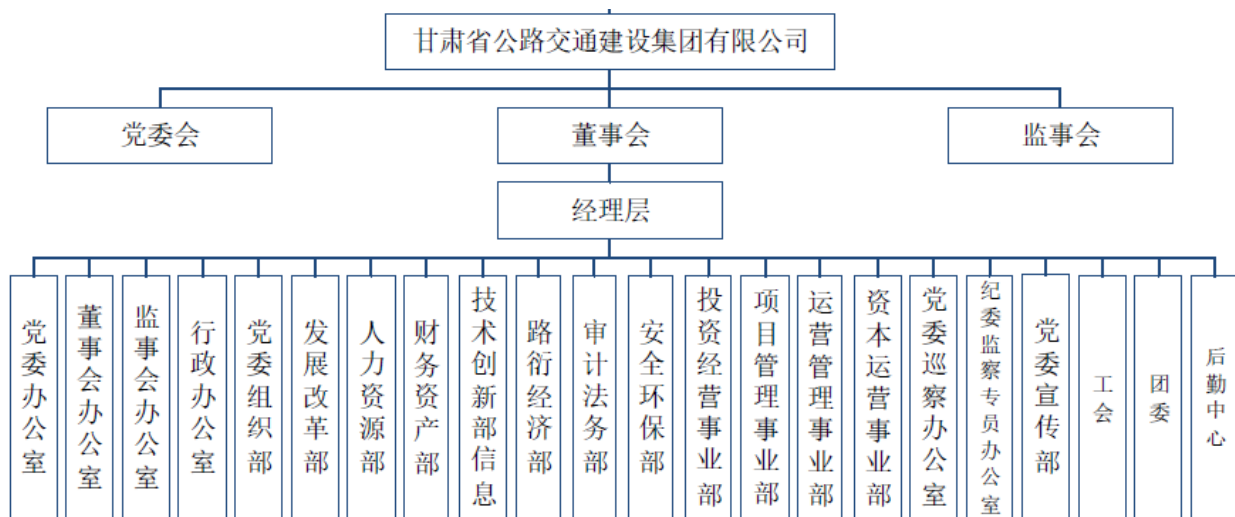 甘肃省公路交通建设集团有限公司
党委会
董事会
监事会
经理层
党委办公室
董事会办公室
监事会办公室
行政办公室
党委组织部
发展改革部
人力资源部
财务资产部
技术创新部信息
路衍经济部
审计法务部
安全环保部
投资经营事业部
项目管理事业部
运营管理事业部
资本运营事业部
党委巡察办公室
纪委监察专员办公室
党委宣传部
工会
团委
后勤中心